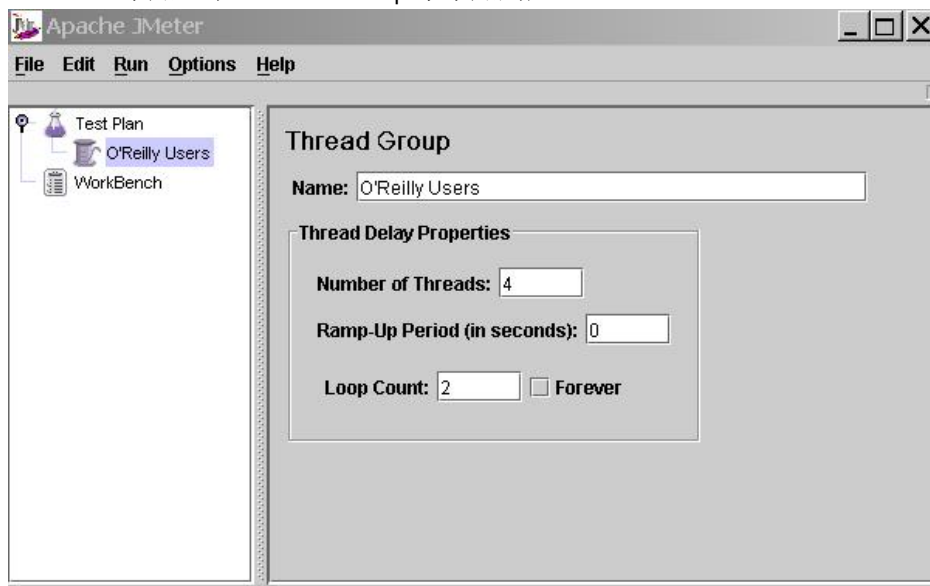 Apache JMeter
File Edit Run Options Help
Test Plan
O'Reilly Users
WorkBench
Thread Group
Name: O'Reilly Users
Thread Delay Properties
Number of Threads: 4
Ramp-Up Period (in seconds): 0
Loop Count: 2 Forever